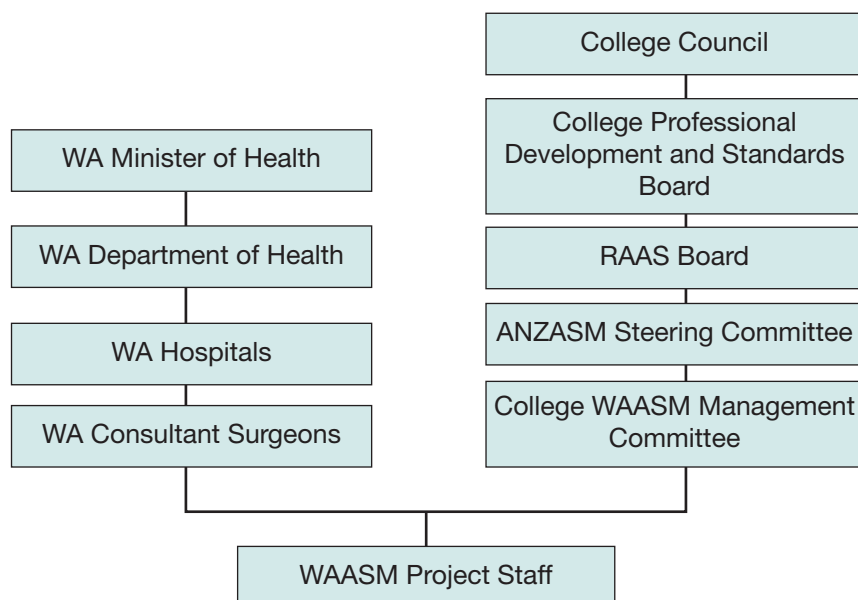 College Council
College Professional
Development and Standards
Board
WA Minister of Health
WA Department of Health
RAAS Board
WA Hospitals
ANZASM Steering Committee
WA Consultant Surgeons
College WAASM Management
Committee
WAASM Project Staff